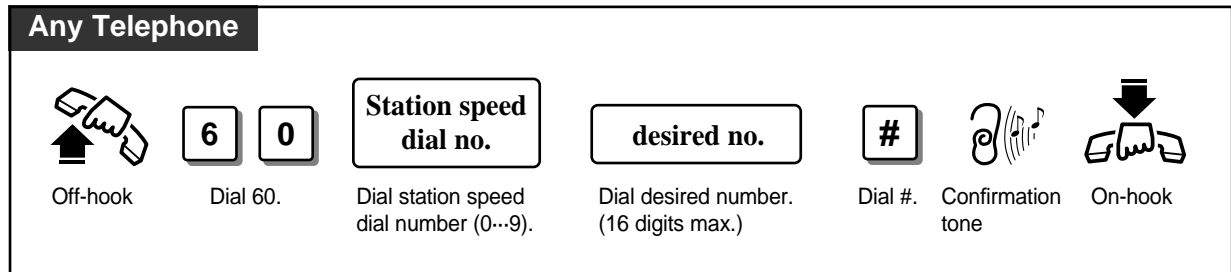 Any Telephone
6 0
Station speed
dial no.
desired no.
#
Off-hook
Dial 60.
Dial station speed
dial number (0···9).
Dial desired number.
(16 digits max.)
Dial #.
Confirmation
tone
On-hook